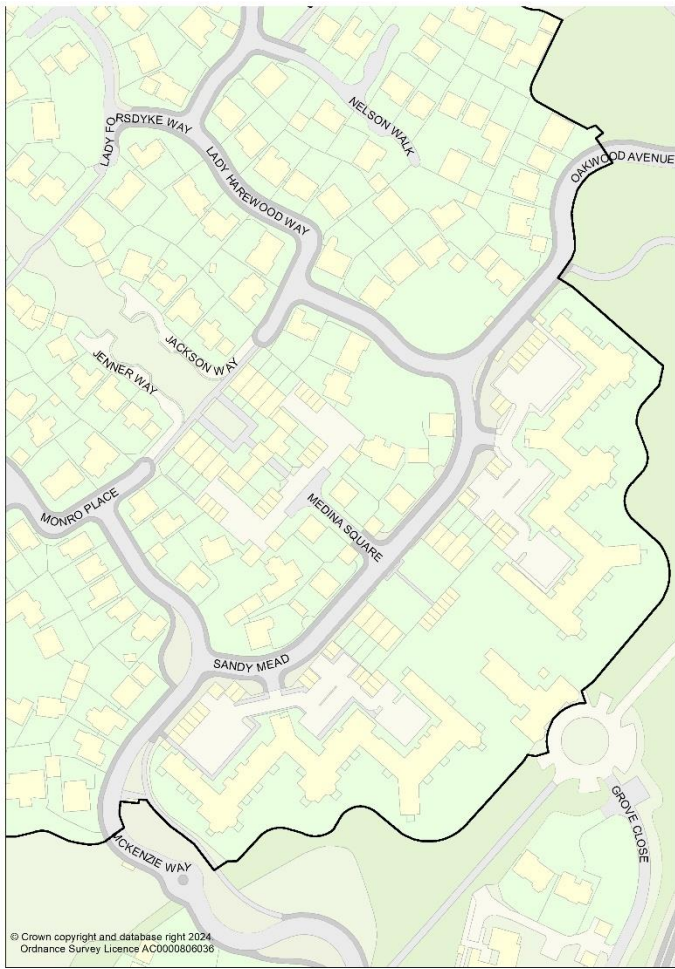 NELSON WALK
LADY FORSDYKE WAY
OAKWOOD AVENUE
LADY HAREWOOD WAY
JACKSON WAY
JENNER WAY
MONRO PLACE
MEDINA SQUARE
SANDY MEAD
GROVE CLOSE
MCKENZIE WAY
© Crown copyright and database right 2024
Ordnance Survey Licence AC0000806036